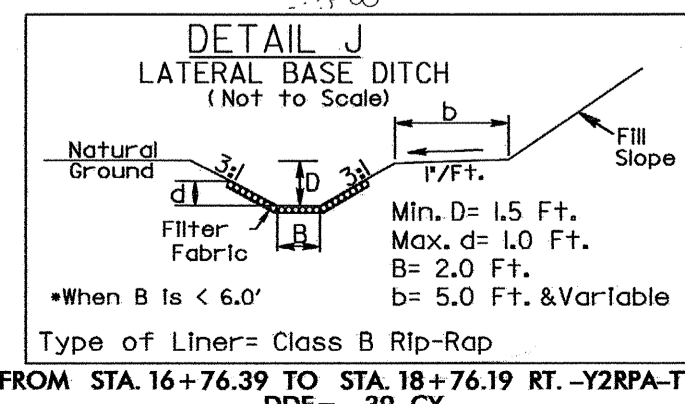 DETAIL J
LATERAL BASE DITCH
(Not to Scale)
b
Natural
Ground
3:1
D
3:1
1"/Ft.
Fill
Slope
d
Filter
Fabric
B
Min. D= 1.5 Ft.
Max. d= 1.0 Ft.
B= 2.0 Ft.
b= 5.0 Ft. &Variable
*When B is < 6.0'
Type of Liner= Class B Rip-Rap
FROM STA. 16+76.39 TO STA. 18+76.19 RT. -Y2RPA-T